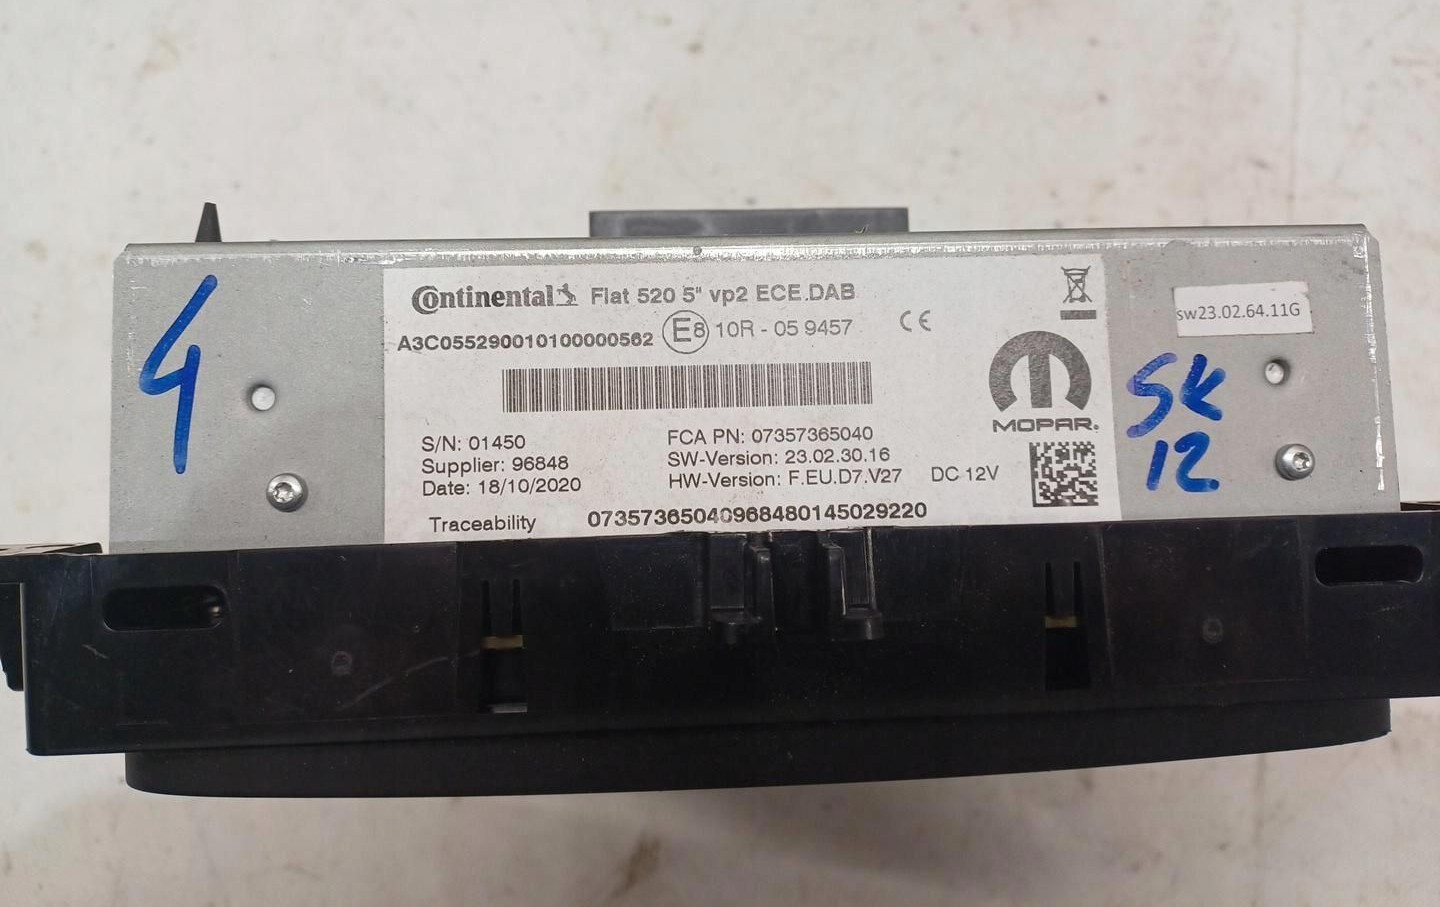 4
Continental Fiat 520 5" vp2 ECE.DAB
A3C05529001010000562 E8 10R - 05 9457 CE
sw23.02.64.11G
MOPAR.
SK
12
S/N: 01450 FCA PN: 07357365040
Supplier: 96848 SW-Version: 23.02.30.16
Date: 18/10/2020 HW-Version: F.EU.D7.V27 DC 12V
Traceability 0735736504096848014502​9220